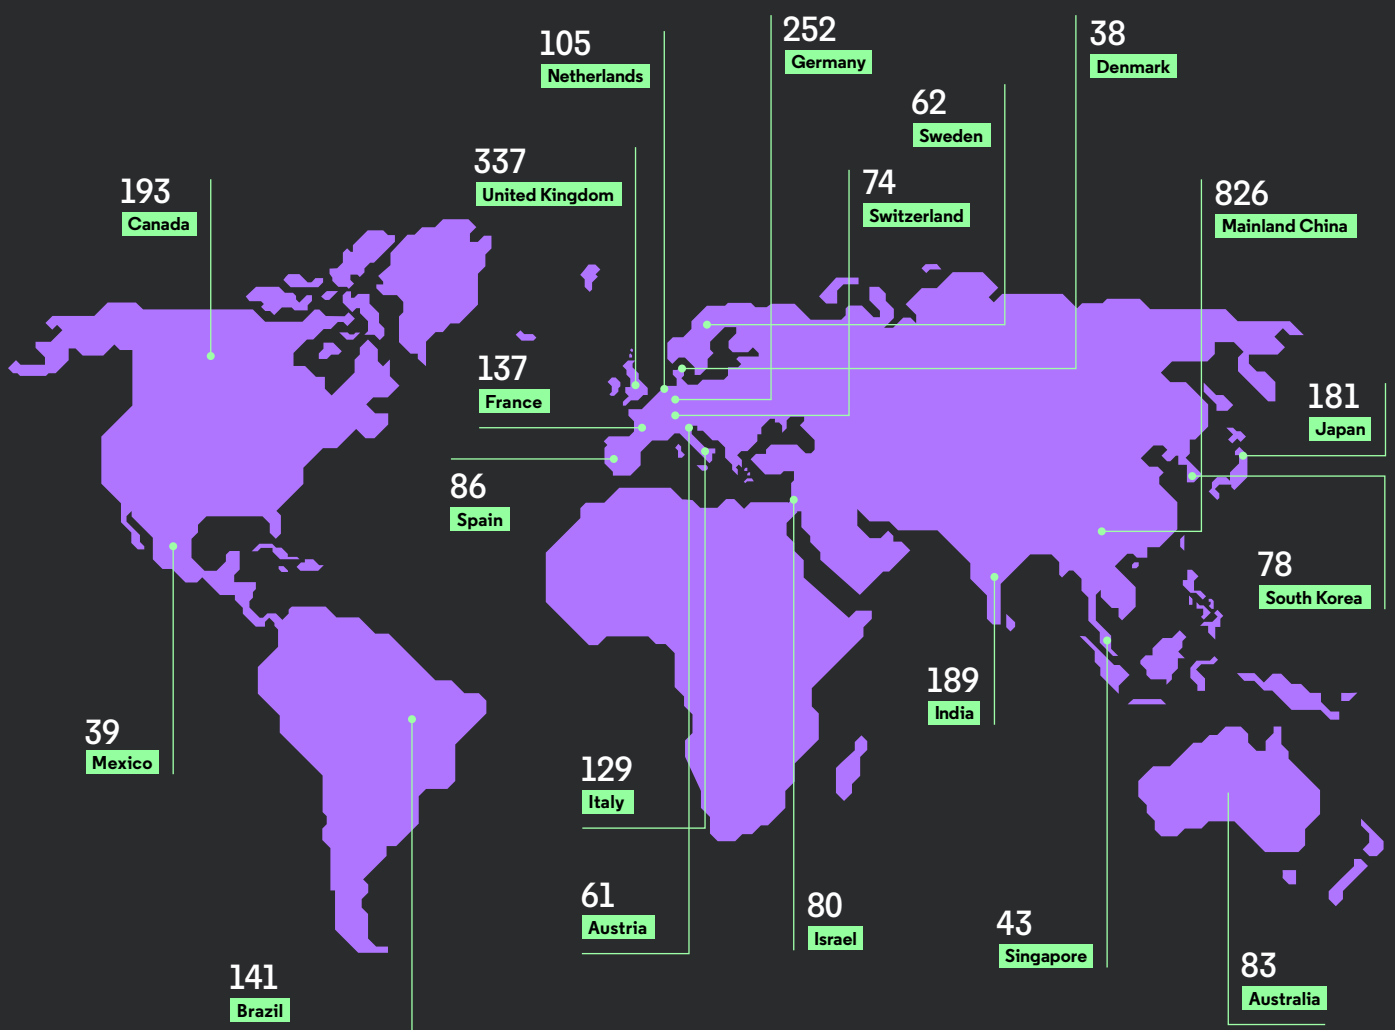 252
Germany
38
Denmark
105
Netherlands
62
Sweden
337
United Kingdom
74
Switzerland
193
Canada
826
Mainland China
137
France
181
Japan
86
Spain
78
South Korea
189
India
39
Mexico
129
Italy
61
Austria
80
Israel
43
Singapore
83
Australia
141
Brazil